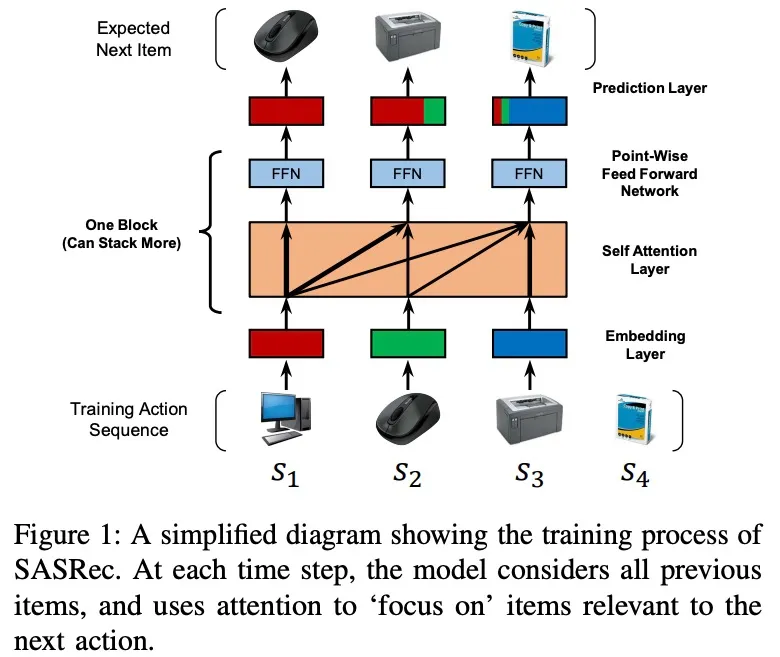 Expected
Next Item
Prediction Layer
FFN
FFN
FFN
Point-Wise
Feed Forward
Network
One Block
(Can Stack More)
Self Attention
Layer
Embedding
Layer
Training Action
Sequence
S1
S2
S3
S4
Figure 1: A simplified diagram showing the training process of
SASRec. At each time step, the model considers all previous
items, and uses attention to ‘focus on’ items relevant to the
next action.